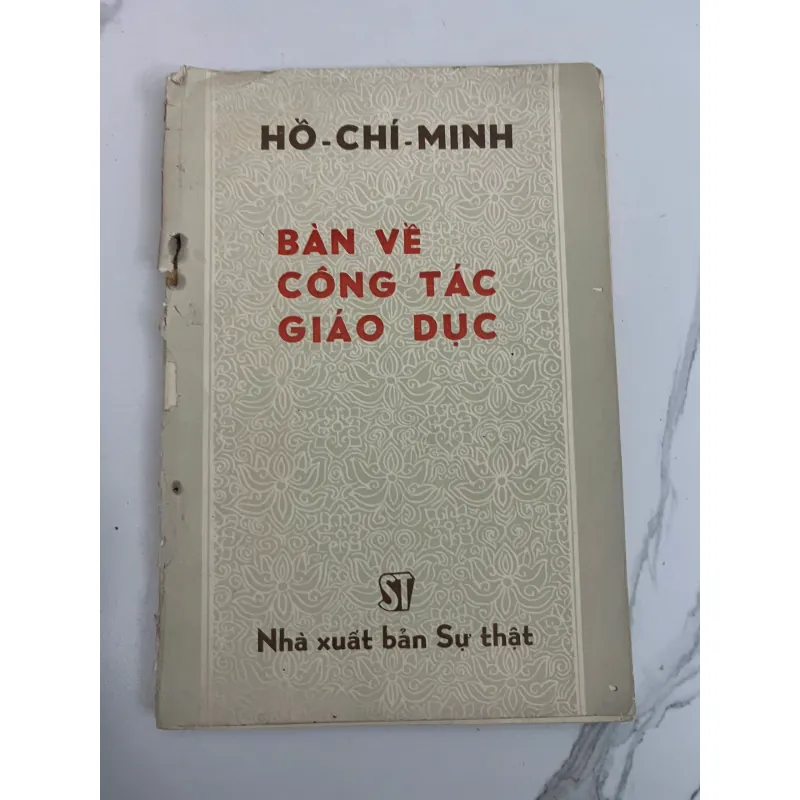 HỒ-CHÍ-MINH
BÀN VỀ
CÔNG TÁC
GIÁO DỤC
ST
Nhà xuất bản Sự thật